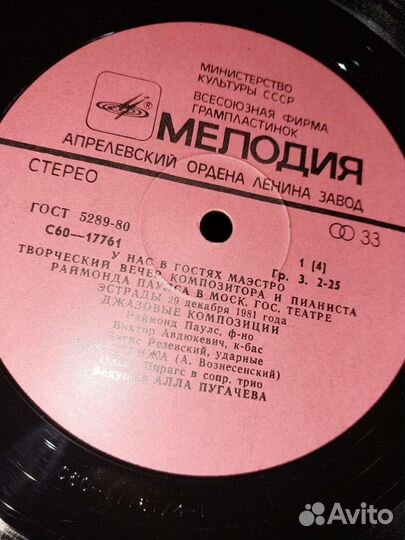 МИНИСТЕРСТВО
КУЛЬТУРЫ СССР
ВСЕСОЮЗНАЯ ФИРМА
ГРАМПЛАСТИНОК
®
МЕЛОДИЯ
АПРЕЛЕВСКИЙ ОРДЕНА ЛЕНИНА ЗАВОД
СТЕРЕО
33
ГОСТ 5289-80
С60—17761
1 [4]
Гр. 3. 2-25
У НАС В ГОСТЯХ МАЭСТРО
ТВОРЧЕСКИЙ ВЕЧЕР КОМПОЗИТОРА И ПИАНИСТА
РАЙМОНДА ПАУЛСА В МОСК. ГОС. ТЕАТРЕ
ЭСТРАДЫ 29 декабря 1981 года
ДЖАЗОВЫЕ КОМПОЗИЦИИ
Раймонд Паулс, ф-но
Виктор Авдюкевич, к-бас
Резевский, ударные
(А. Вознесенский)
Пирагс в сопр. трио
АЛЛА ПУГАЧЕВА
Avito